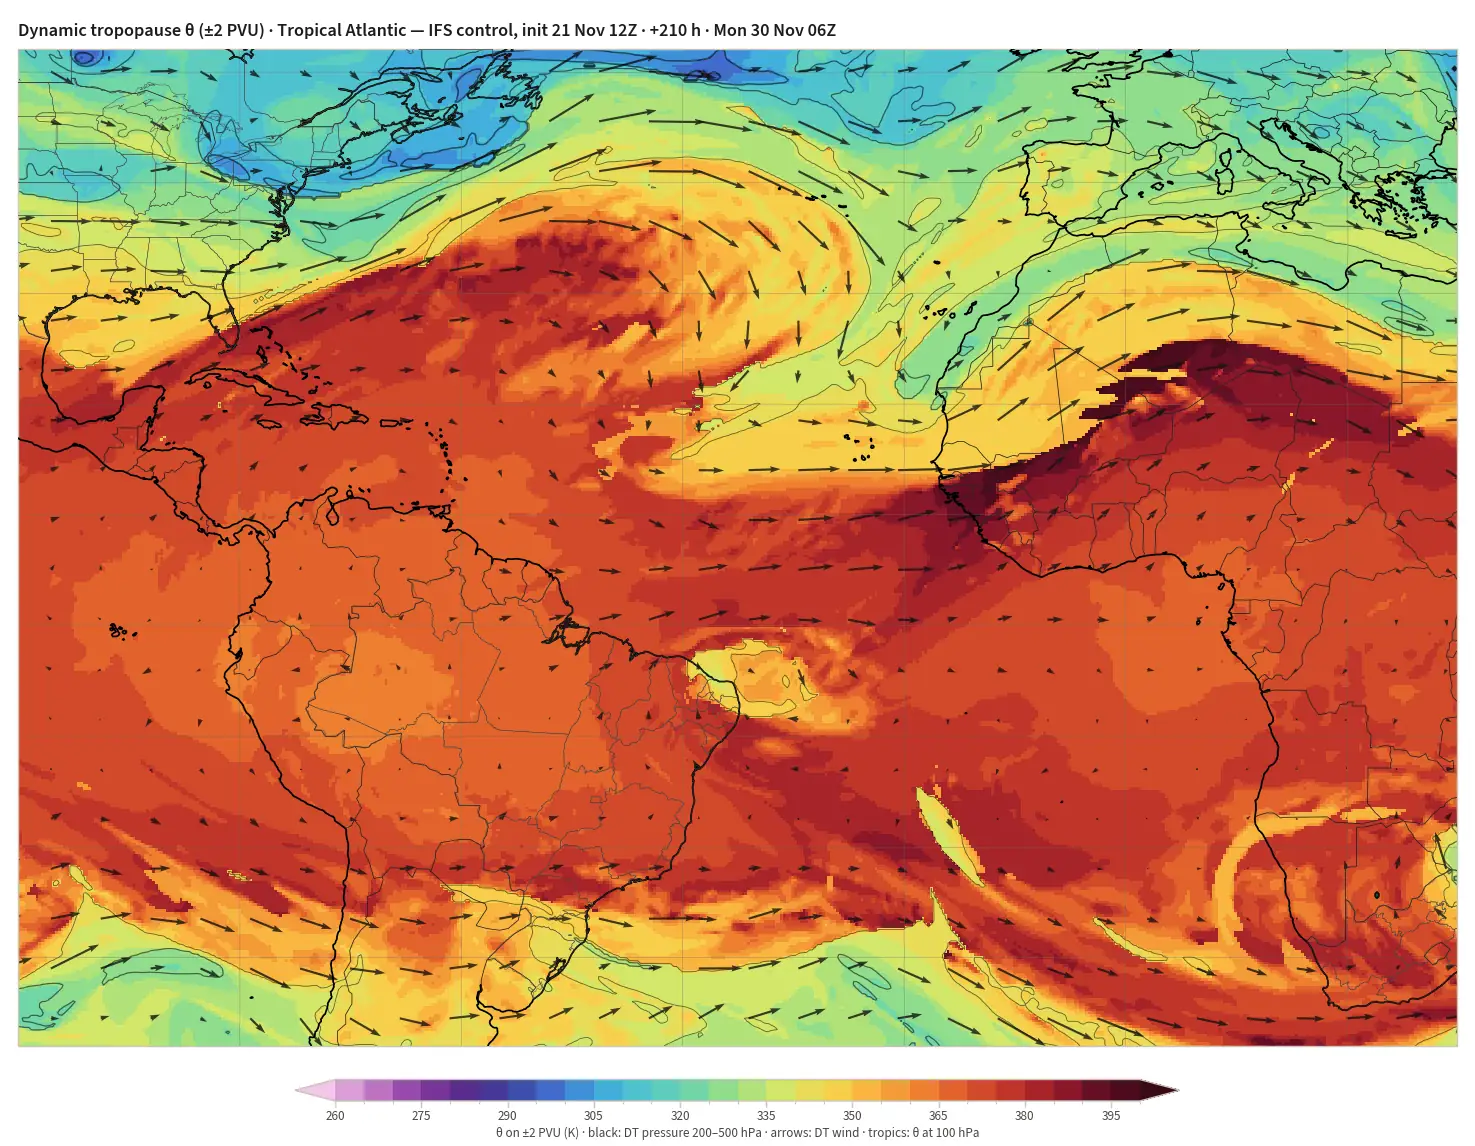 Dynamic tropopause θ (±2 PVU) · Tropical Atlantic — IFS control, init 21 Nov 12Z · +210 h · Mon 30 Nov 06Z
260 275 290 305 320 335 350 365 380 395
θ on ±2 PVU (K) · black: DT pressure 200–500 hPa · arrows: DT wind · tropics: θ at 100 hPa